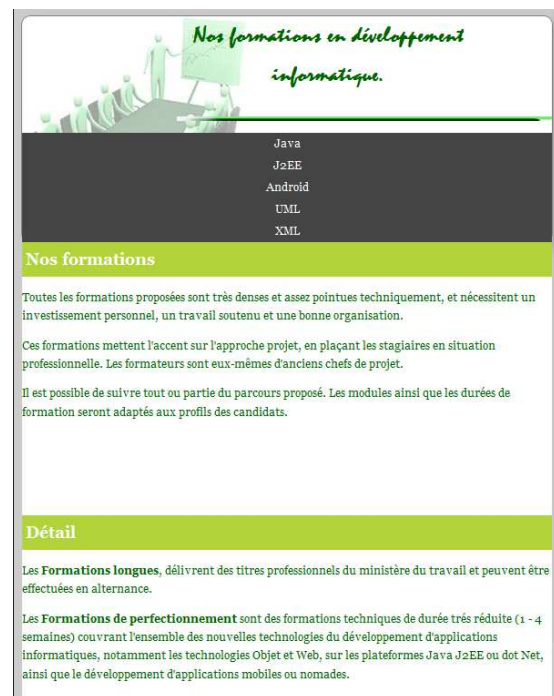 Nos formations en développement
informatique.
Java
J2EE
Android
UML
XML
Nos formations
Toutes les formations proposées sont très denses et assez pointues techniquement, et nécessitent un
investissement personnel, un travail soutenu et une bonne organisation.
Ces formations mettent l'accent sur l'approche projet, en plaçant les stagiaires en situation
professionnelle. Les formateurs sont eux-mêmes d'anciens chefs de projet.
Il est possible de suivre tout ou partie du parcours proposé. Les modules ainsi que les durées de
formation seront adaptés aux profils des candidats.
Détail
Les Formations longues, délivrent des titres professionnels du ministère du travail et peuvent être
effectuées en alternance.
Les Formations de perfectionnement sont des formations techniques de durée trés réduite (1 - 4
semaines) couvrant l'ensemble des nouvelles technologies du développement d'applications
informatiques, notamment les technologies Objet et Web, sur les plateformes Java J2EE ou dot Net,
ainsi que le développement d'applications mobiles ou nomades.